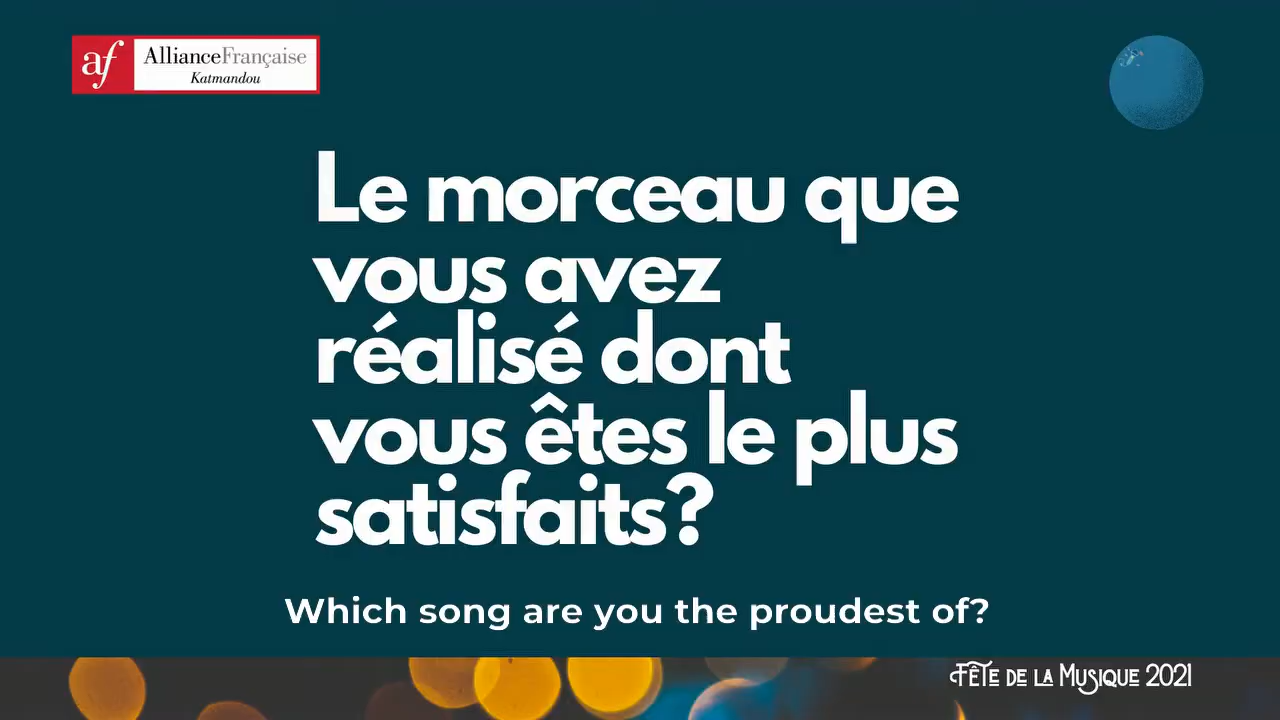 af
AllianceFrançaise
Katmandou
Le morceau que
vous avez
réalisé dont
vous êtes le plus
satisfaits?
Which song are you the proudest of?
FÊTE DE LA MUSIQUE 2021